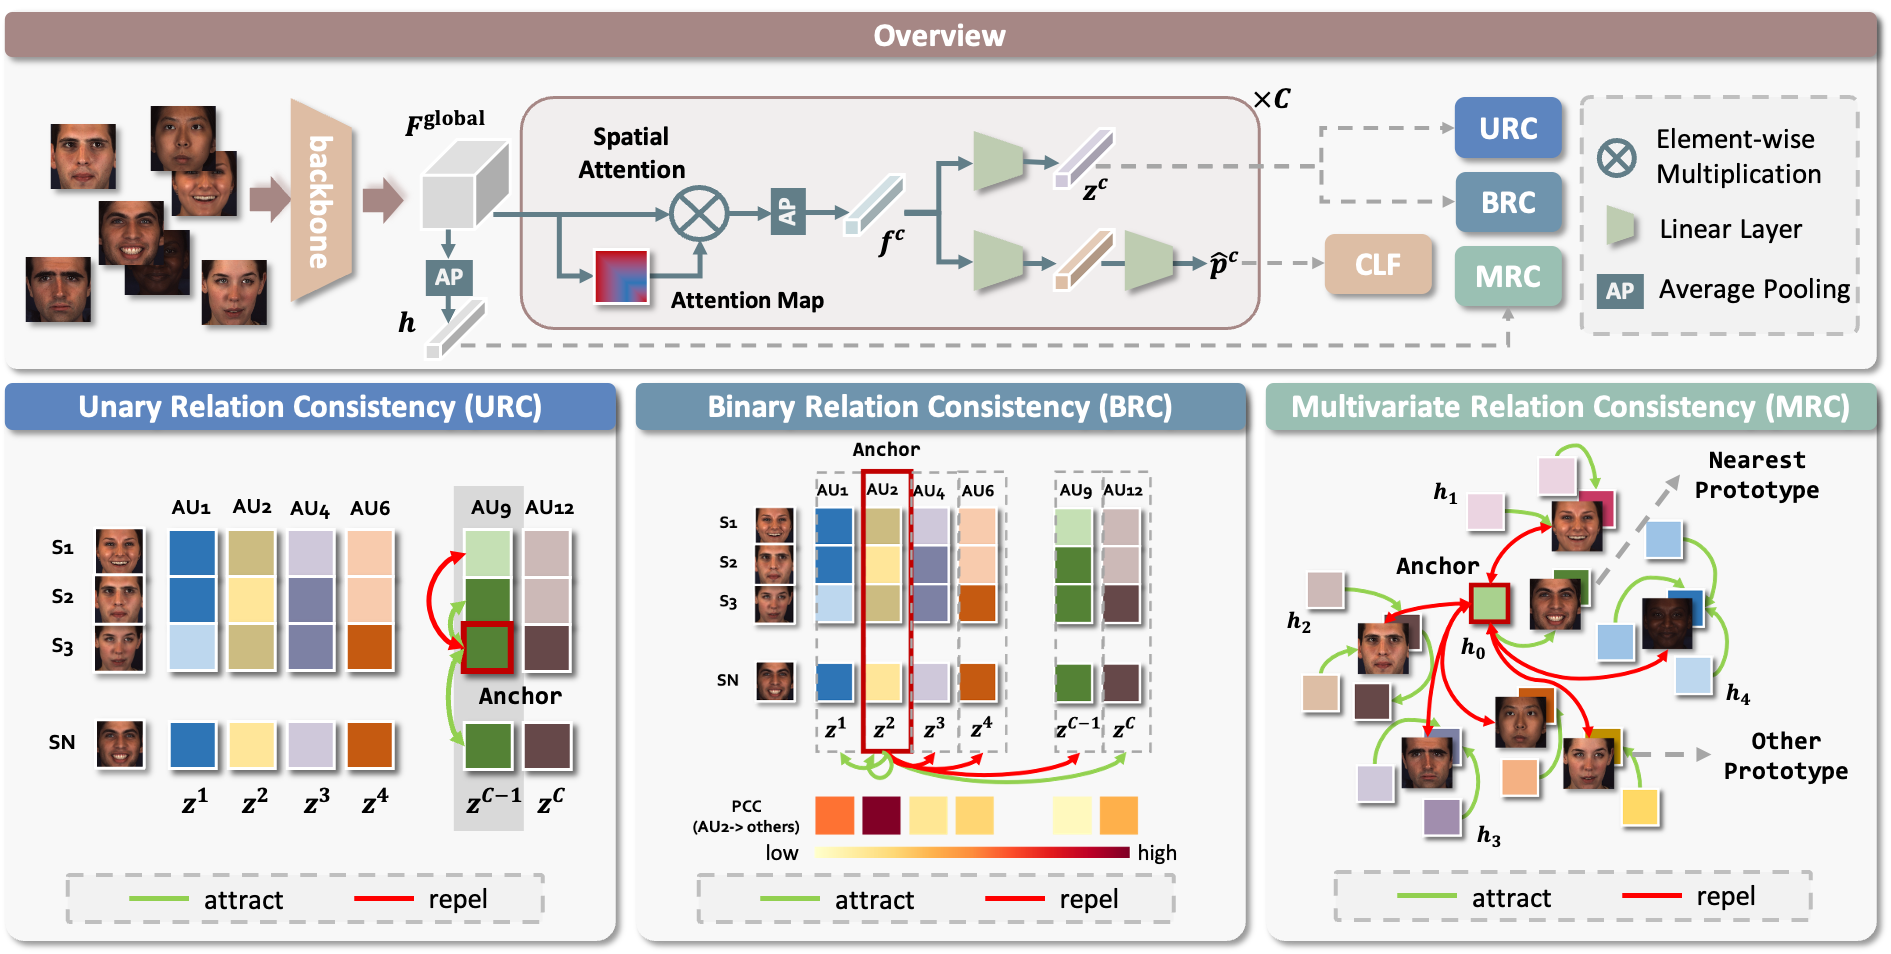 Overview
backbone
F^global
AP
h
Spatial
Attention
Attention Map
AP
f^c
z^c
p̂^c
×C
CLF
URC
BRC
MRC
Element-wise
Multiplication
Linear Layer
AP Average Pooling
Unary Relation Consistency (URC)
AU1 AU2 AU4 AU6 AU9 AU12
S1
S2
S3
Anchor
SN
z^1 z^2 z^3 z^4 z^C−1 z^C
attract repel
Binary Relation Consistency (BRC)
Anchor
AU1 AU2 AU4 AU6 AU9 AU12
S1
S2
S3
SN
z^1 z^2 z^3 z^4 z^C−1 z^C
PCC
(AU2-> others)
low high
attract repel
Multivariate Relation Consistency (MRC)
Nearest
Prototype
h_1
Anchor
h_2
h_0
h_4
Other
Prototype
h_3
attract repel